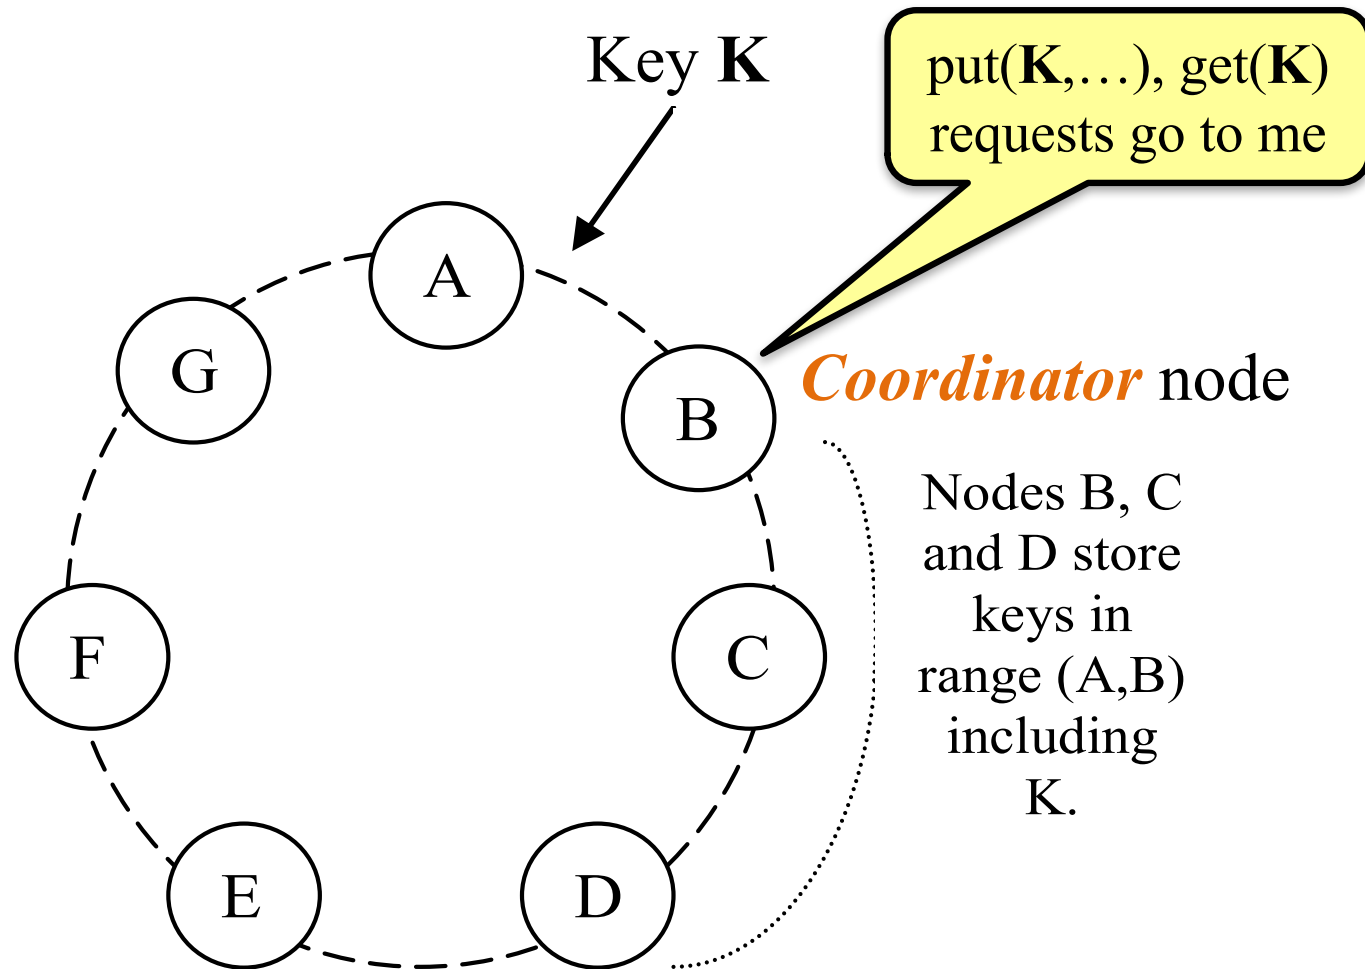 Key K
put(K,…), get(K)
requests go to me
A
G
B
Coordinator node
Nodes B, C
and D store
keys in
range (A,B)
including
K.
F
C
E
D